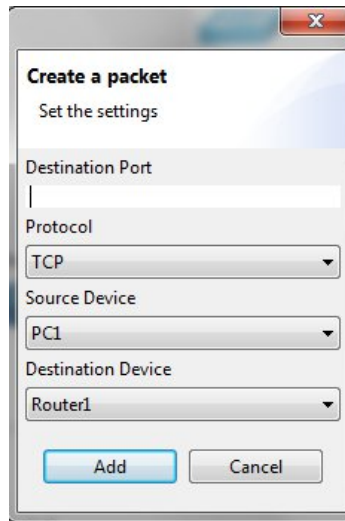 Create a packet
Set the settings
Destination Port
Protocol
TCP
Source Device
PC1
Destination Device
Router1
Add Cancel